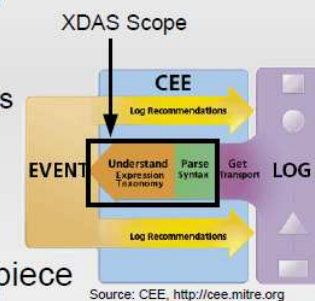 XDAS Scope
s
CEE
Log Recommendations
EVENT
Understand
Expression
Toxonomy
Parse
Syntax
Get
Transport
LOG
Log Recommendations
piece
Source: CEE, http://cee.mitre.org